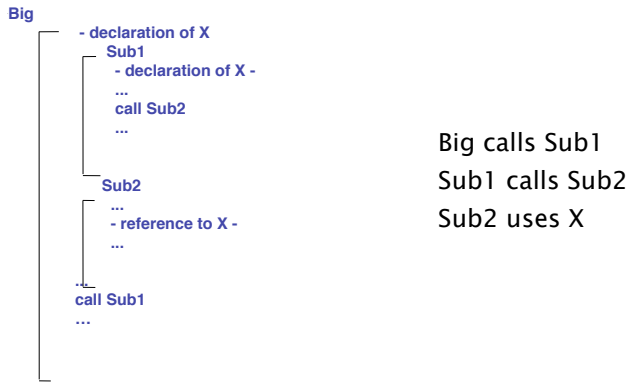 Big
- declaration of X
Sub1
- declaration of X -
...
call Sub2
...
Sub2
...
- reference to X -
...
...
call Sub1
...
Big calls Sub1
Sub1 calls Sub2
Sub2 uses X